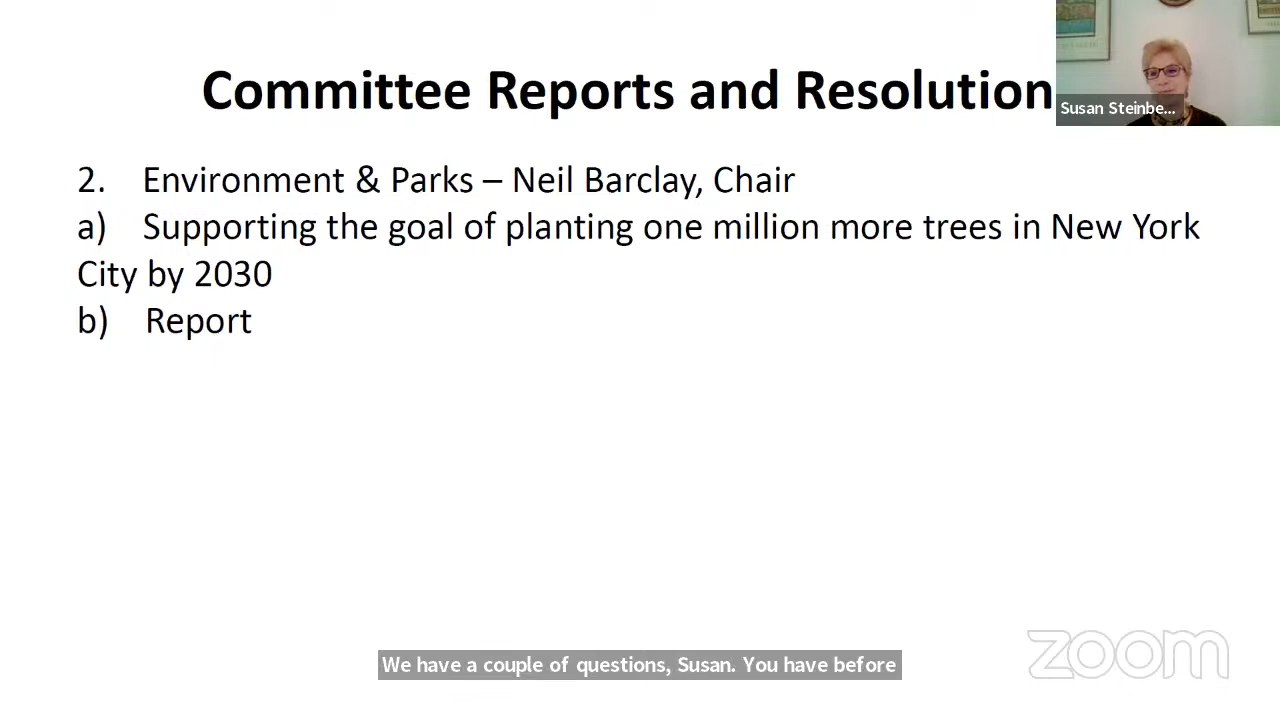 Committee Reports and Resolution
Susan Steinbe...
2. Environment & Parks – Neil Barclay, Chair
a) Supporting the goal of planting one million more trees in New York
City by 2030
b) Report
We have a couple of questions, Susan. You have before
zoom